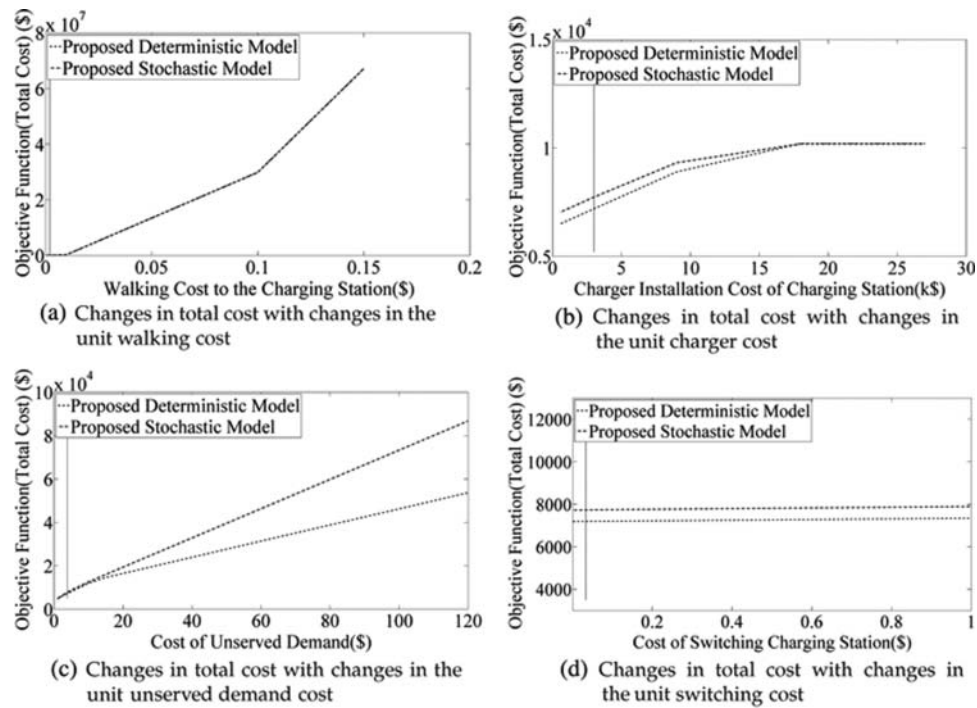 8 x 10⁷
Proposed Deterministic Model
Proposed Stochastic Model
Objective Function(Total Cost) ($)
6
4
2
0
0 0.05 0.1 0.15 0.2
Walking Cost to the Charging Station($)
(a) Changes in total cost with changes in the
unit walking cost
1.5 x 10⁴
Proposed Deterministic Model
Proposed Stochastic Model
Objective Function(Total Cost) ($)
1
0.5
0 5 10 15 20 25 30
Charger Installation Cost of Charging Station(k$)
(b) Changes in total cost with changes in
the unit charger cost
10 x 10⁴
Proposed Deterministic Model
Proposed Stochastic Model
Objective Function(Total Cost) ($)
8
6
4
2
0
20 40 60 80 100 120
Cost of Unserved Demand($)
(c) Changes in total cost with changes in the
unit unserved demand cost
Proposed Deterministic Model
Proposed Stochastic Model
Objective Function(Total Cost) ($)
12000
10000
8000
6000
4000
0.2 0.4 0.6 0.8 1
Cost of Switching Charging Station($)
(d) Changes in total cost with changes in
the unit switching cost